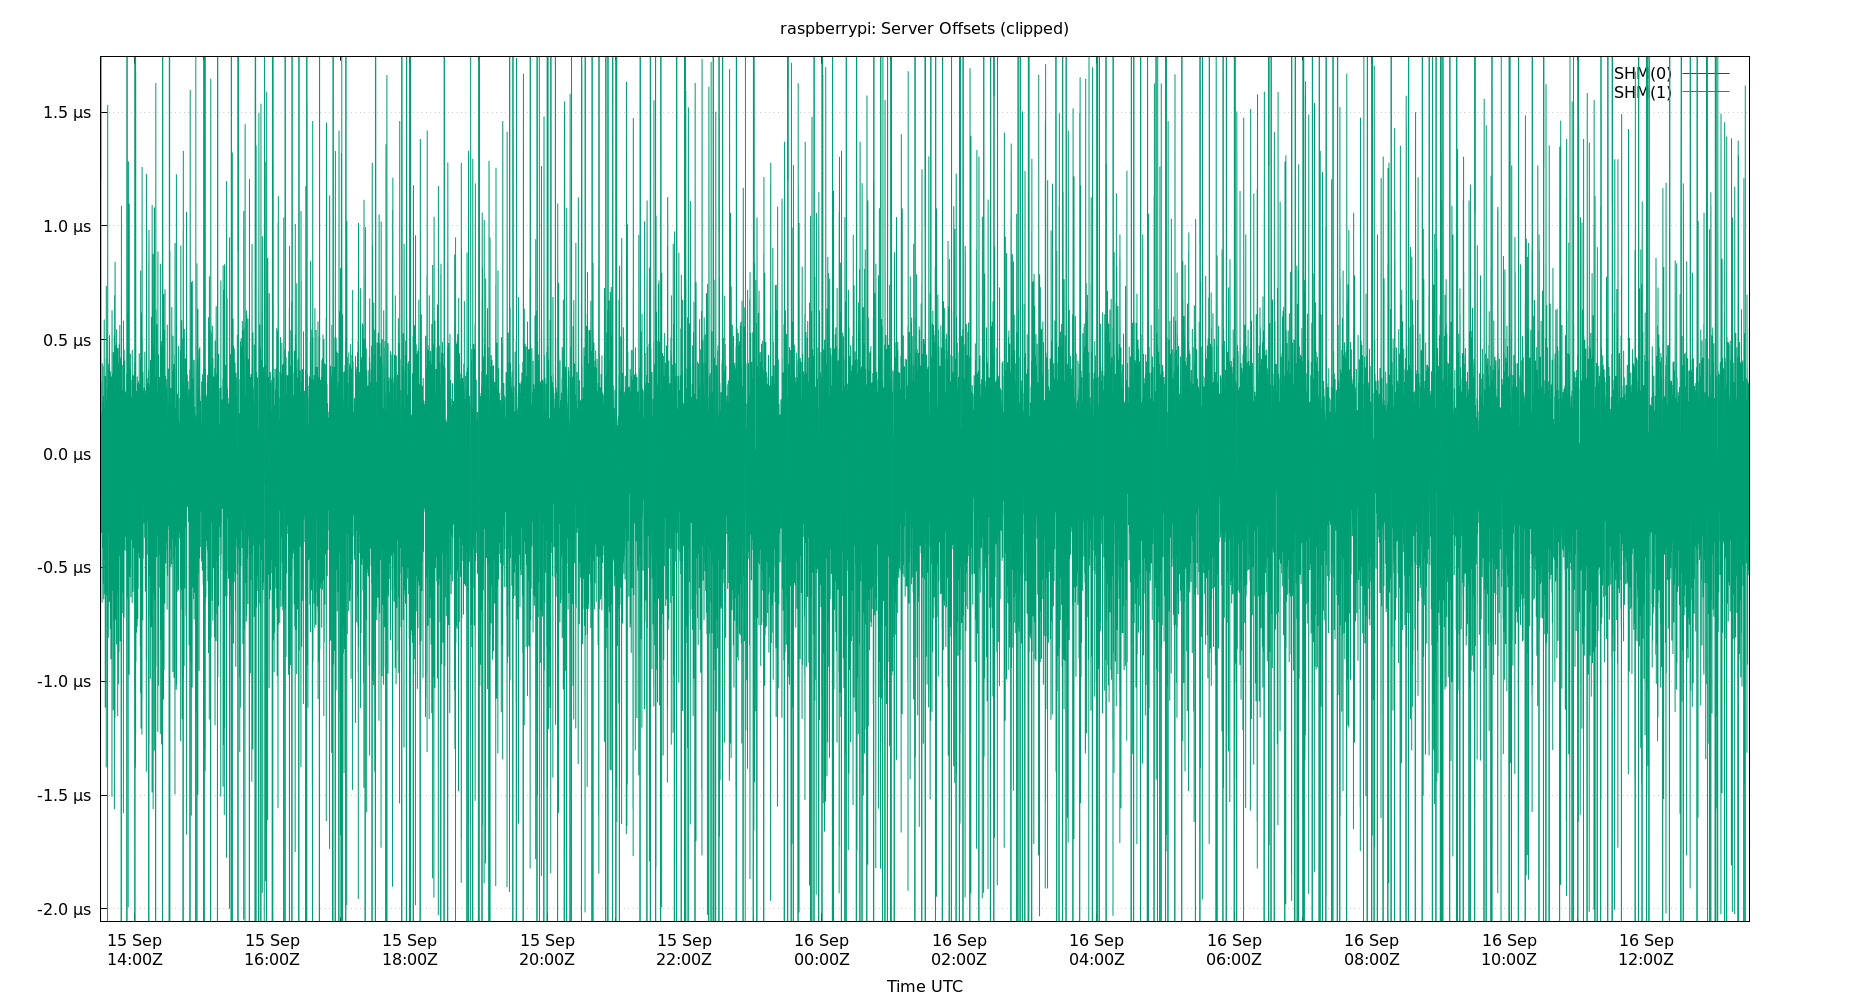 raspberrypi: Server Offsets (clipped)
SHM(0)
SHM(1)
1.5 μs
1.0 μs
0.5 μs
0.0 μs
-0.5 μs
-1.0 μs
-1.5 μs
-2.0 μs
15 Sep 15 Sep 15 Sep 15 Sep 15 Sep 16 Sep 16 Sep 16 Sep 16 Sep 16 Sep 16 Sep 16 Sep
14:00Z 16:00Z 18:00Z 20:00Z 22:00Z 00:00Z 02:00Z 04:00Z 06:00Z 08:00Z 10:00Z 12:00Z
Time UTC